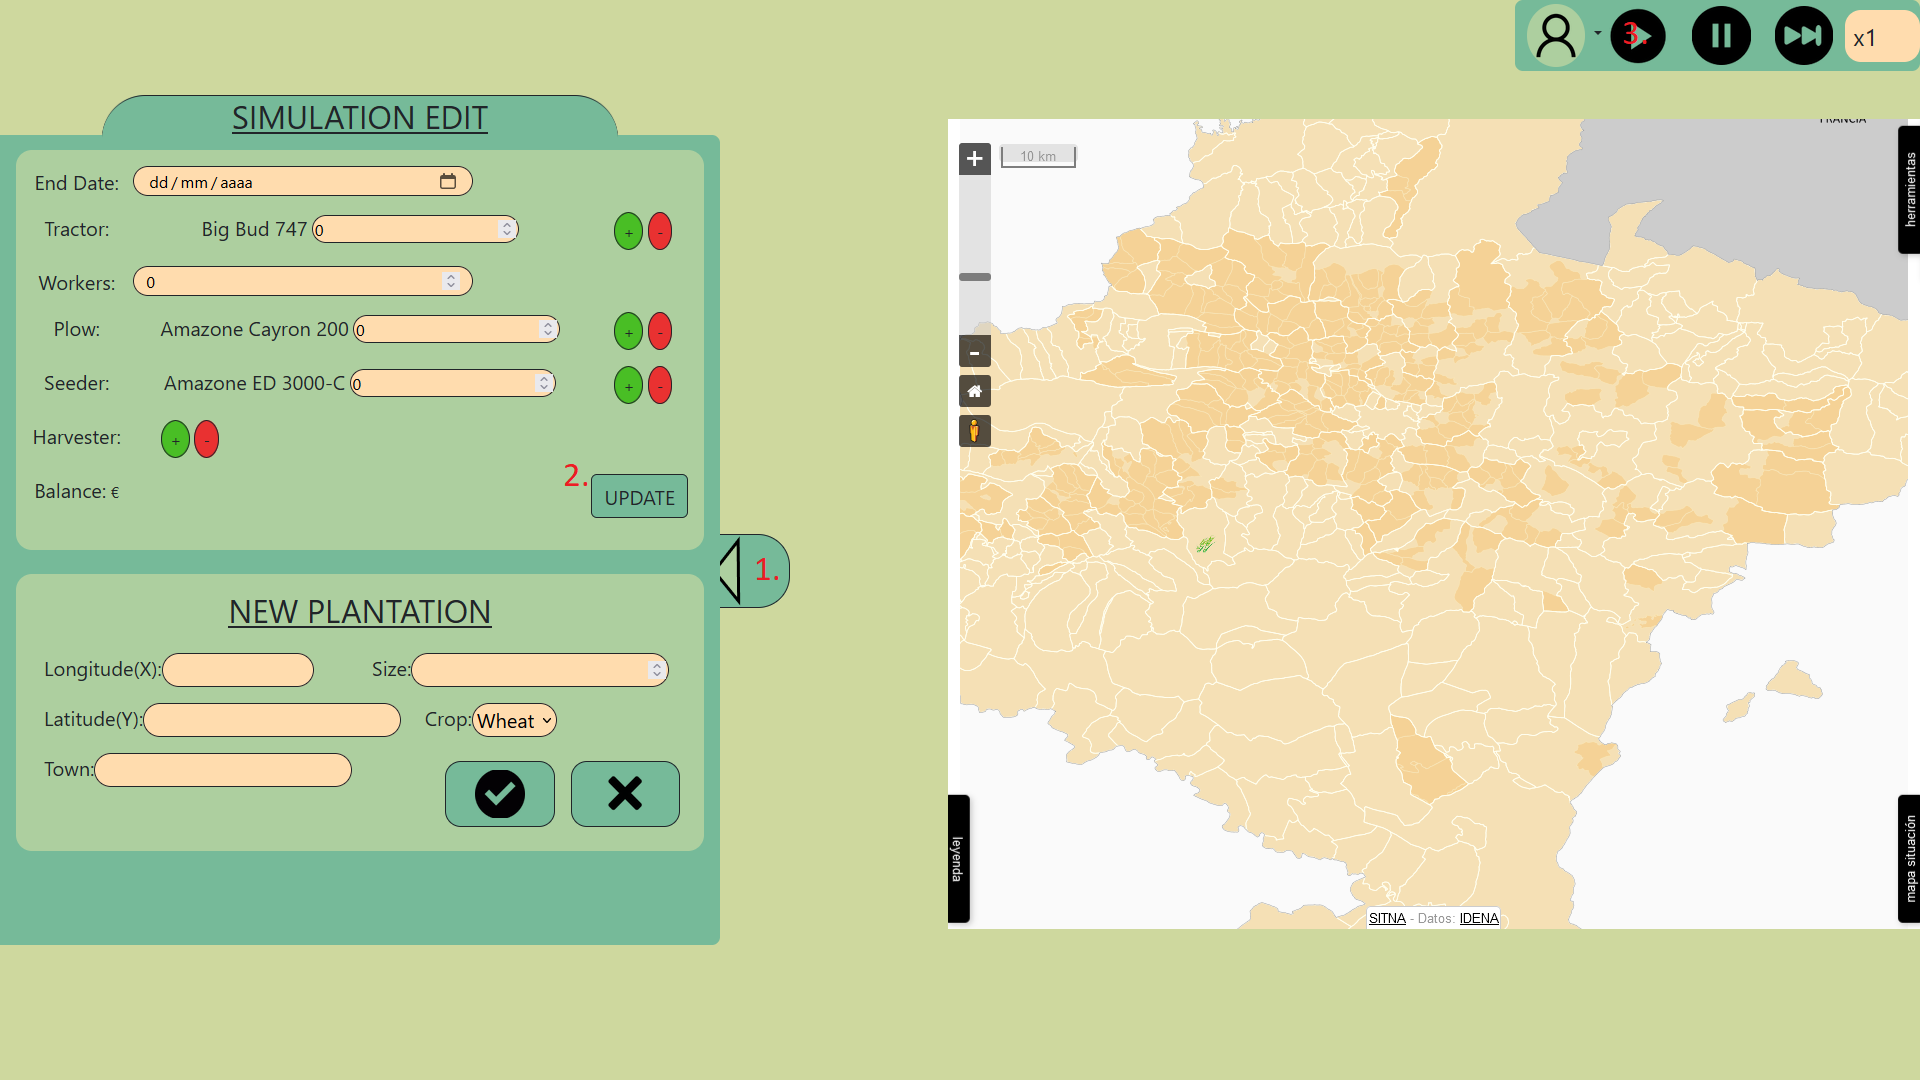 3.
x1
SIMULATION EDIT
End Date: dd/mm/aaaa
Tractor: Big Bud 747 0 + -
Workers: 0
Plow: Amazone Cayron 200 0 + -
Seeder: Amazone ED 3000-C 0 + -
Harvester: + -
Balance: €
2. UPDATE
1.
NEW PLANTATION
Longitude(X): Size:
Latitude(Y): Crop: Wheat
Town:
FRANCIA
+ 10 km
-
herramientas
leyenda
mapa situación
SITNA - Datos: IDENA